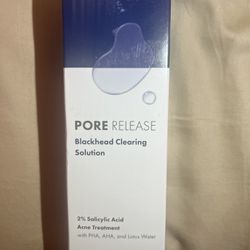 PORE RELEASE
Blackhead Clearing
Solution
2% Salicylic Acid
Acne Treatment
with PHA, AHA, and Lotus Water